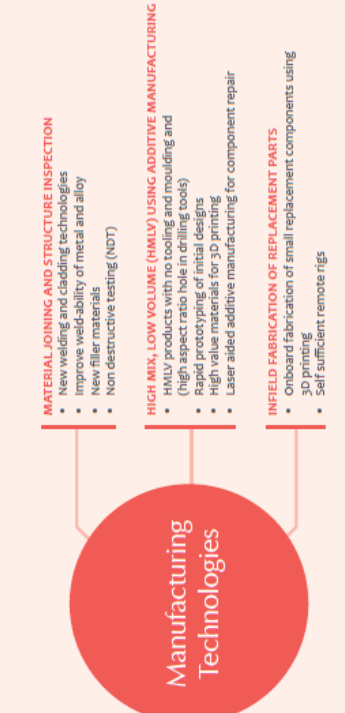 Manufacturing
Technologies
MATERIAL JOINING AND STRUCTURE INSPECTION
• New welding and cladding technologies
• Improve weld-ability of metal and alloy
• New filler materials
• Non destructive testing (NDT)
HIGH MIX, LOW VOLUME (HMLV) USING ADDITIVE MANUFACTURING
• HMLV products with no tooling and moulding and
(high aspect ratio hole in drilling tools)
• Rapid prototyping of initial designs
• High value materials for 3D printing
• Laser aided additive manufacturing for component repair
INFIELD FABRICATION OF REPLACEMENT PARTS
• Onboard fabrication of small replacement components using
3D printing
• Self sufficient remote rigs